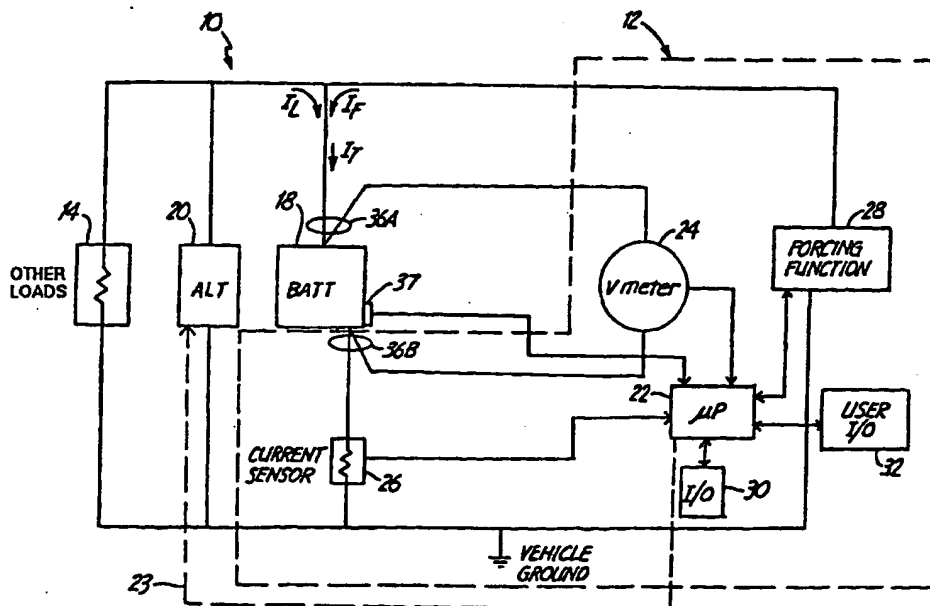 10
12
I_L
I_F
I_T
14
20
18
36A
24
28
OTHER
LOADS
ALT
BATT
37
V meter
FORCING
FUNCTION
36B
22
μP
USER
I/O
32
CURRENT
SENSOR
26
I/O
30
23
VEHICLE
GROUND